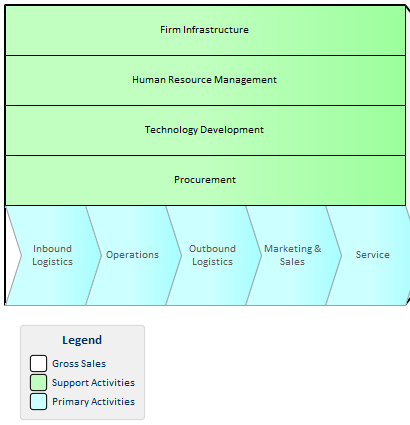 Firm Infrastructure
Human Resource Management
Technology Development
Procurement
Inbound
Logistics
Operations
Outbound
Logistics
Marketing &
Sales
Service
Legend
Gross Sales
Support Activities
Primary Activities